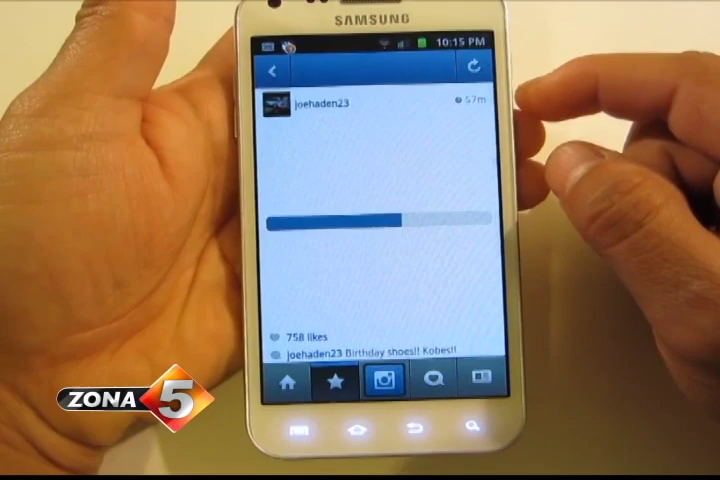 SAMSUNG
10:15 PM
joehaden23
57m
758 likes
joehaden23 Birthday shoes!! Kobes!!
ZONA 5